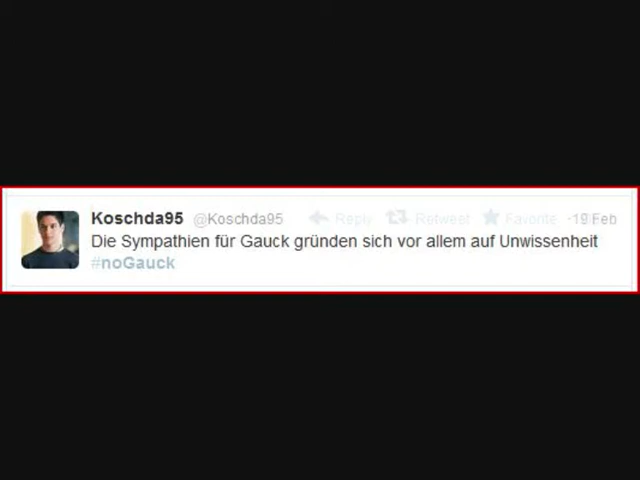 Koschda95 @Koschda95 Reply Retweet Favorite · 19 Feb
Die Sympathien für Gauck gründen sich vor allem auf Unwissenheit
#noGauck